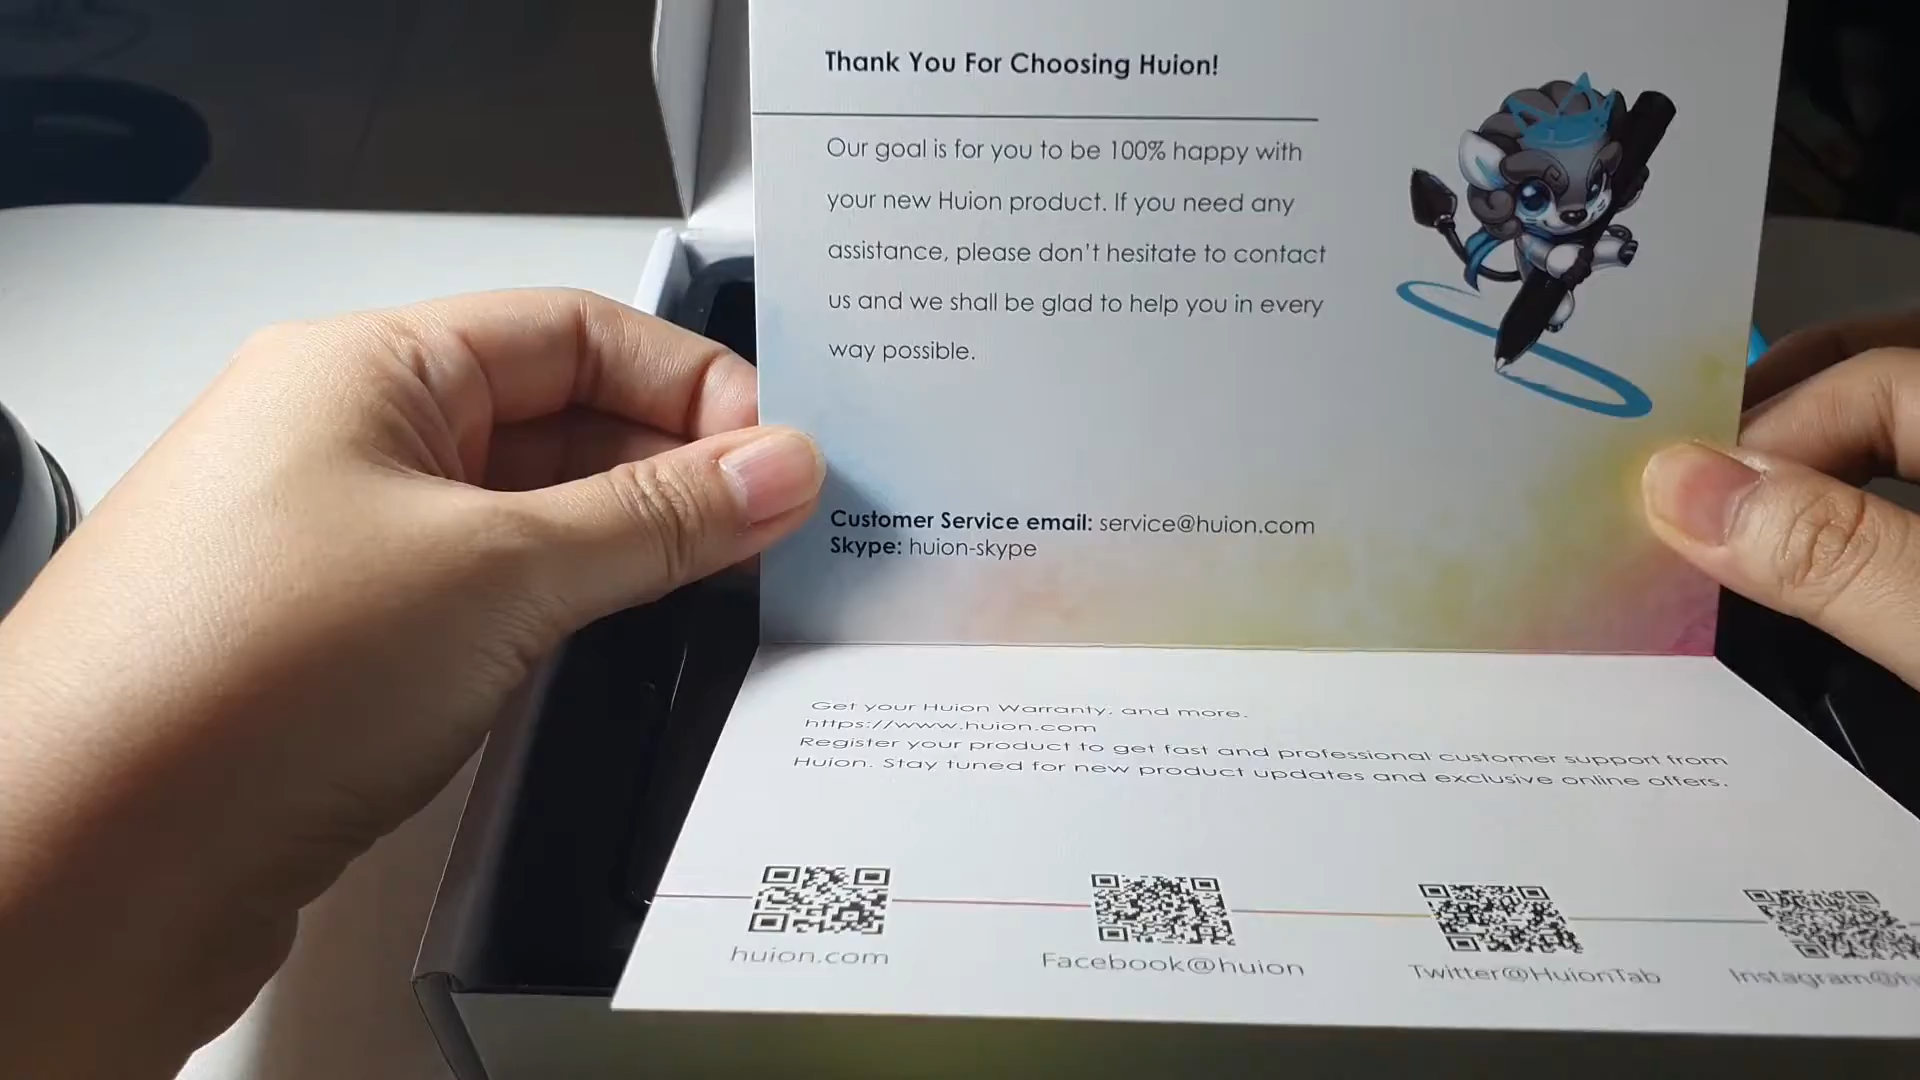 Thank You For Choosing Huion!
Our goal is for you to be 100% happy with
your new Huion product. If you need any
assistance, please don't hesitate to contact
us and we shall be glad to help you in every
way possible.
Customer Service email: service@huion.com
Skype: huion-skype
Get your Huion Warranty, and more.
https://www.huion.com
Register your product to get fast and professional customer support from
Huion. Stay tuned for new product updates and exclusive online offers.
huion.com
Facebook@huion
Twitter@HuionTab